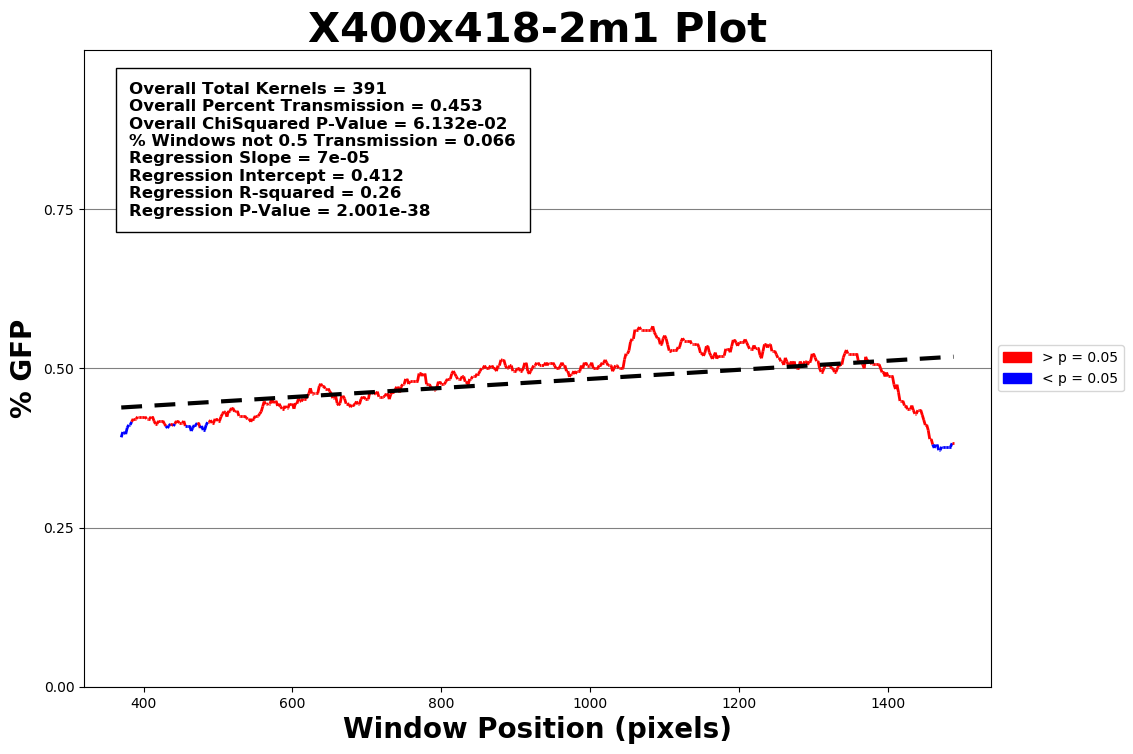 X400x418-2m1 Plot
Overall Total Kernels = 391
Overall Percent Transmission = 0.453
Overall ChiSquared P-Value = 6.132e-02
% Windows not 0.5 Transmission = 0.066
Regression Slope = 7e-05
Regression Intercept = 0.412
Regression R-squared = 0.26
Regression P-Value = 2.001e-38
% GFP
0.75
0.50
0.25
0.00
> p = 0.05
< p = 0.05
400 600 800 1000 1200 1400
Window Position (pixels)